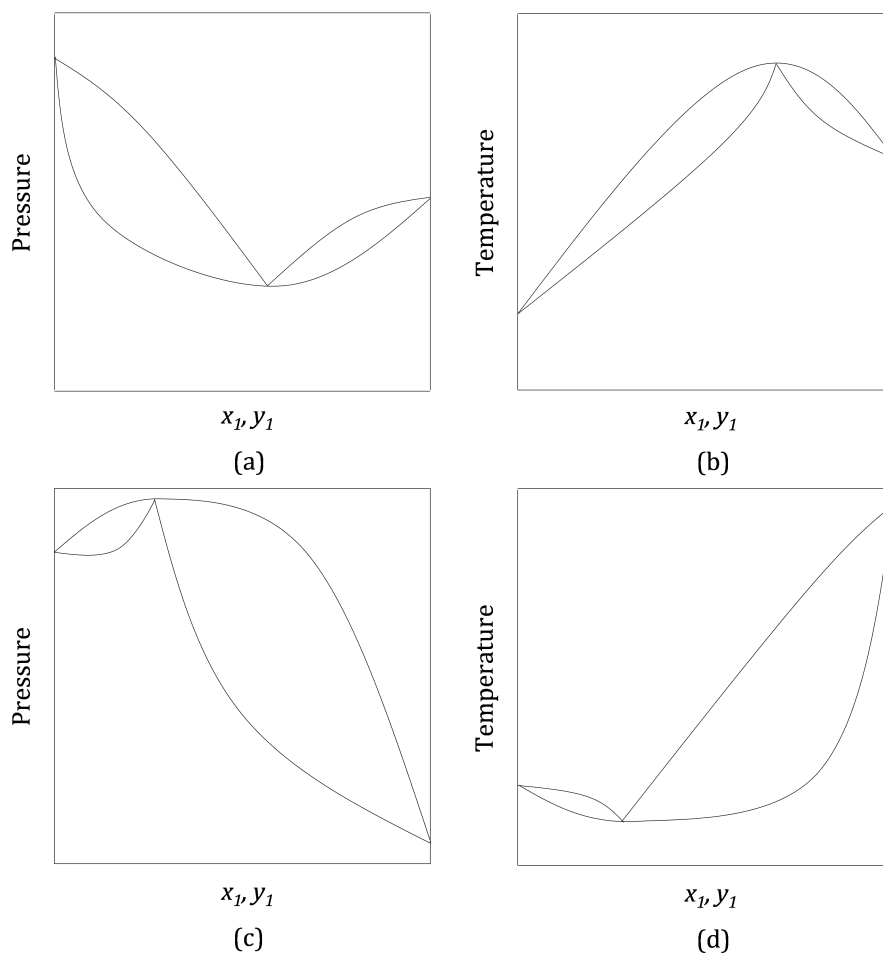 Pressure
x1, y1
(a)
Temperature
x1, y1
(b)
Pressure
x1, y1
(c)
Temperature
x1, y1
(d)